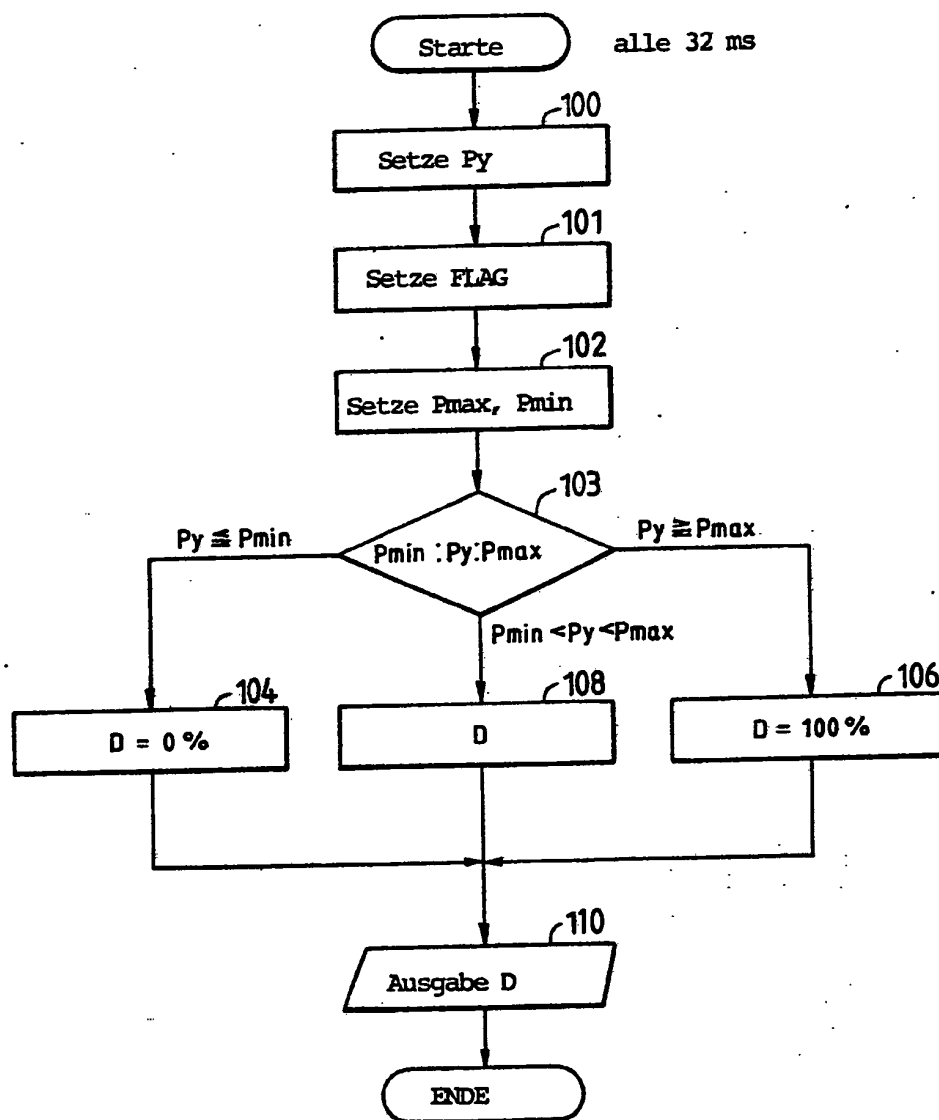 Starte
alle 32 ms
100
Setze Py
101
Setze FLAG
102
Setze Pmax, Pmin
103
Py ≦ Pmin
Pmin :Py:Pmax
Py ≧ Pmax
Pmin <Py<Pmax
104
D = 0 %
108
D
106
D = 100 %
110
Ausgabe D
ENDE